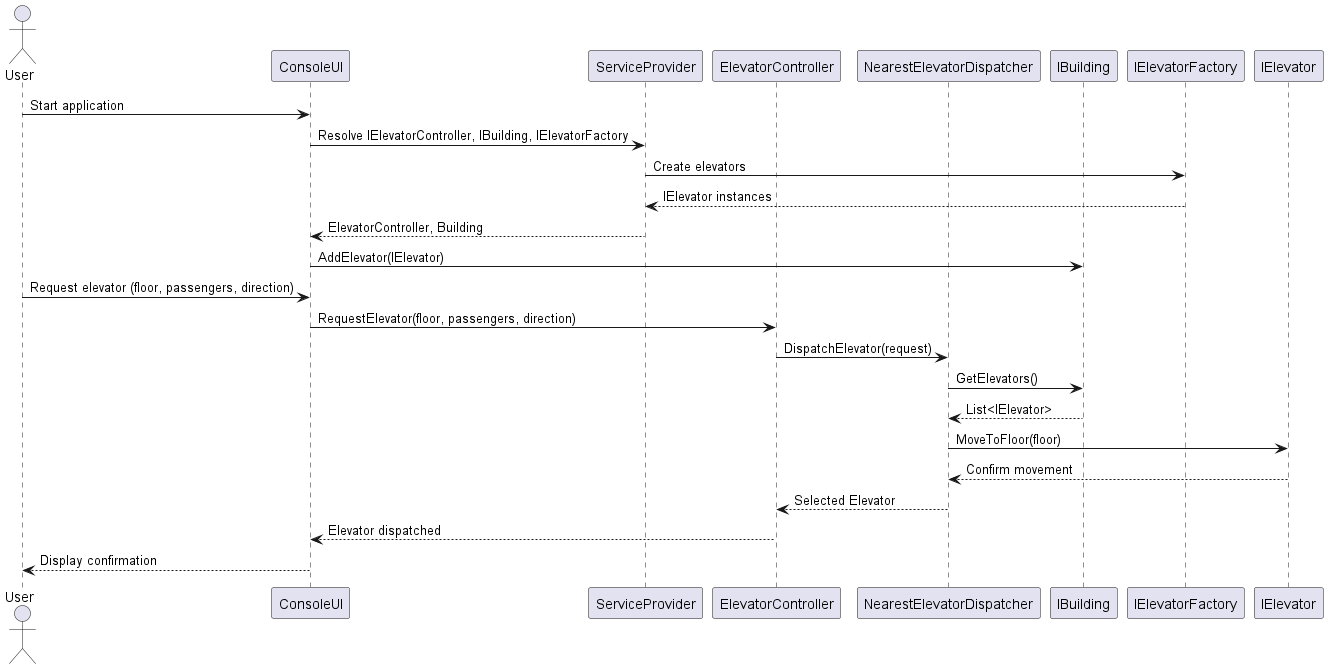 User
ConsoleUI
ServiceProvider
ElevatorController
NearestElevatorDispatcher
IBuilding
IElevatorFactory
IElevator
Start application
Resolve IElevatorController, IBuilding, IElevatorFactory
Create elevators
IElevator instances
ElevatorController, Building
AddElevator(IElevator)
Request elevator (floor, passengers, direction)
RequestElevator(floor, passengers, direction)
DispatchElevator(request)
GetElevators()
List<IElevator>
MoveToFloor(floor)
Confirm movement
Selected Elevator
Elevator dispatched
Display confirmation
User
ConsoleUI
ServiceProvider
ElevatorController
NearestElevatorDispatcher
IBuilding
IElevatorFactory
IElevator